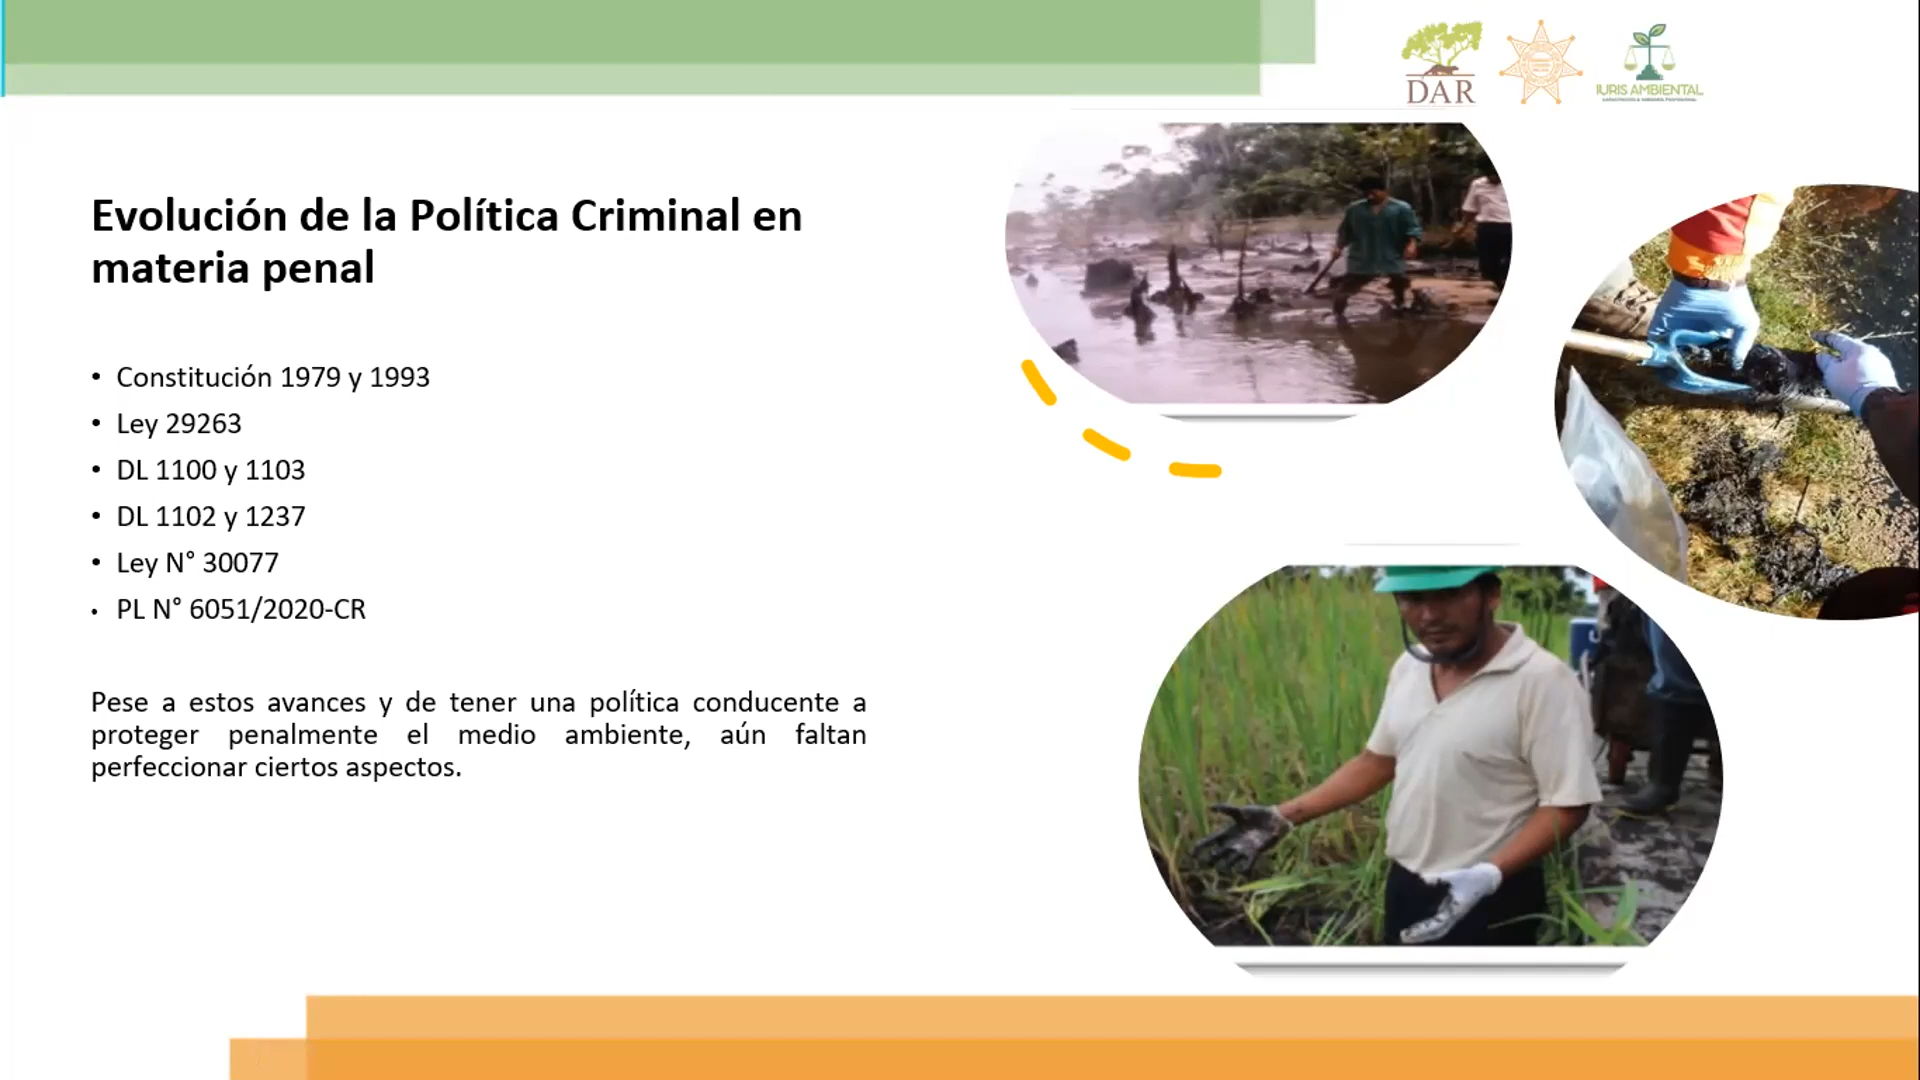 DAR
IURIS AMBIENTAL
Evolución de la Política Criminal en
materia penal
• Constitución 1979 y 1993
• Ley 29263
• DL 1100 y 1103
• DL 1102 y 1237
• Ley N° 30077
• PL N° 6051/2020-CR
Pese a estos avances y de tener una política conducente a
proteger penalmente el medio ambiente, aún faltan
perfeccionar ciertos aspectos.